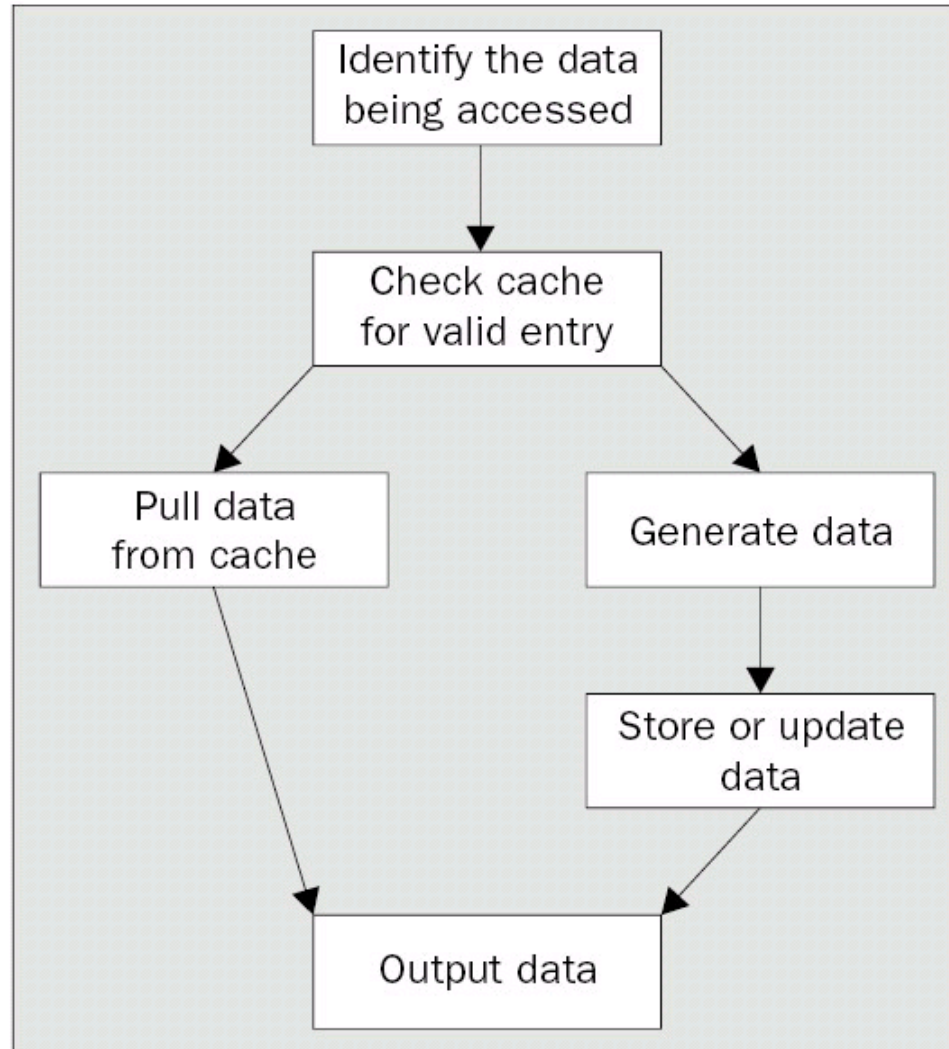 Identify the data
being accessed
Check cache
for valid entry
Pull data
from cache
Generate data
Store or update
data
Output data